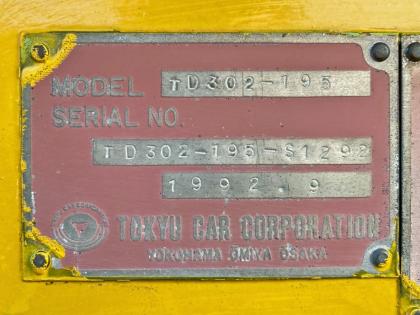 MODEL TD302-195
SERIAL NO.
TD302-195-S1292
1992.9
TOKYU CAR CORPORATION
YOKOHAMA OMIYA OSAKA